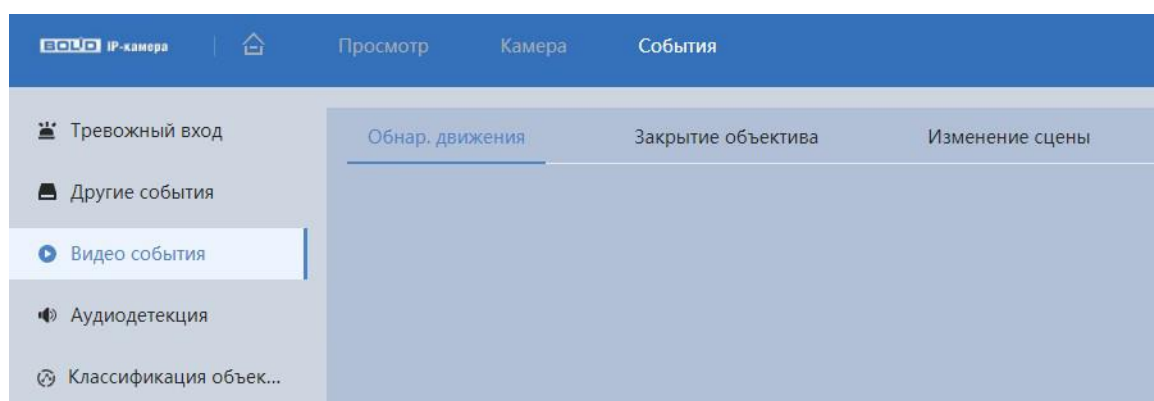 BOLID IP-камера Просмотр Камера События
Тревожный вход
Обнар. движения Закрытие объектива Изменение сцены
Другие события
Видео события
Аудиодетекция
Классификация объек...